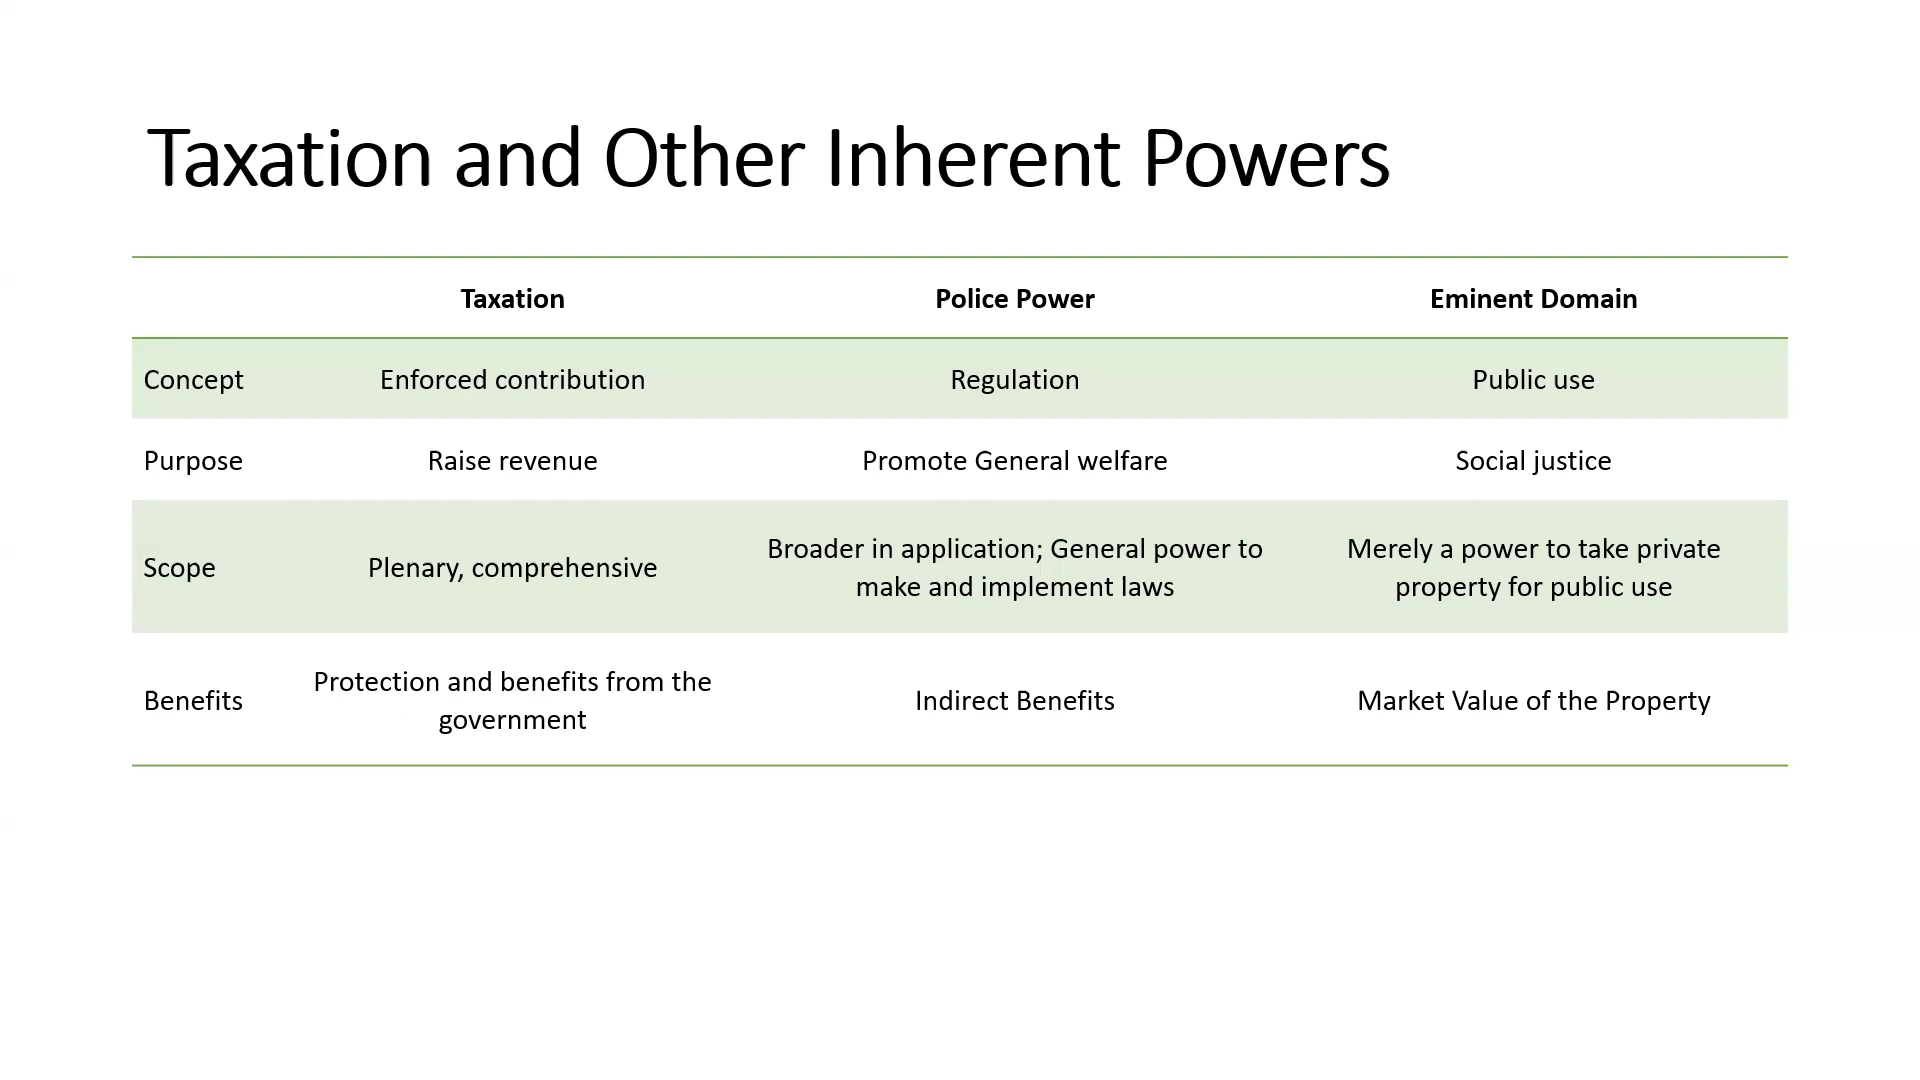 Taxation and Other Inherent Powers
Taxation Police Power Eminent Domain
Concept Enforced contribution Regulation Public use
Purpose Raise revenue Promote General welfare Social justice
Scope Plenary, comprehensive Broader in application; General power to make and implement laws Merely a power to take private property for public use
Benefits Protection and benefits from the government Indirect Benefits Market Value of the Property